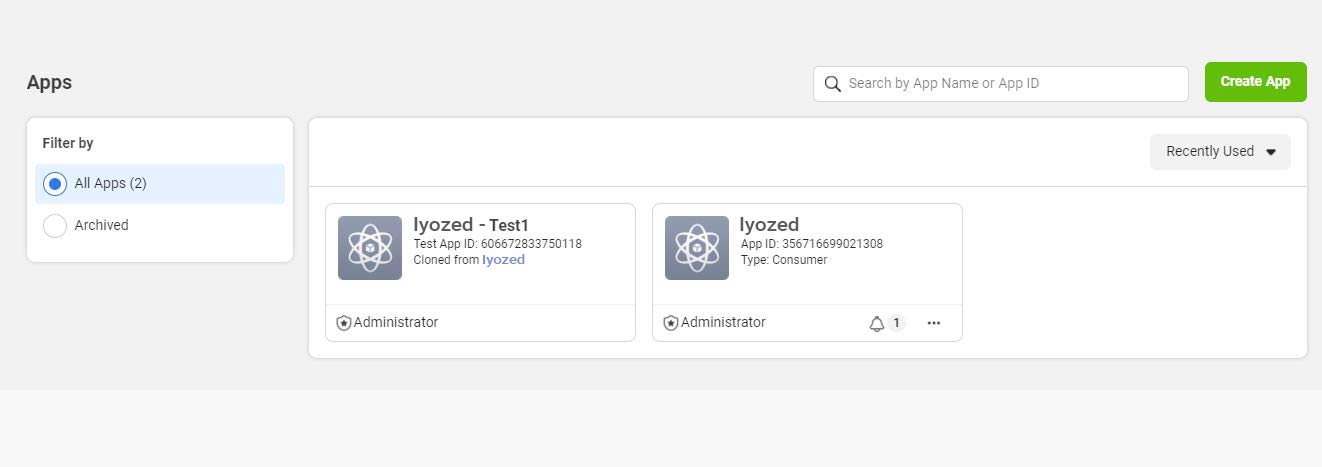 Apps
Search by App Name or App ID
Create App
Filter by
All Apps (2)
Archived
Recently Used
lyozed - Test1
Test App ID: 606672833750118
Cloned from lyozed
Administrator
lyozed
App ID: 356716699021308
Type: Consumer
Administrator
1